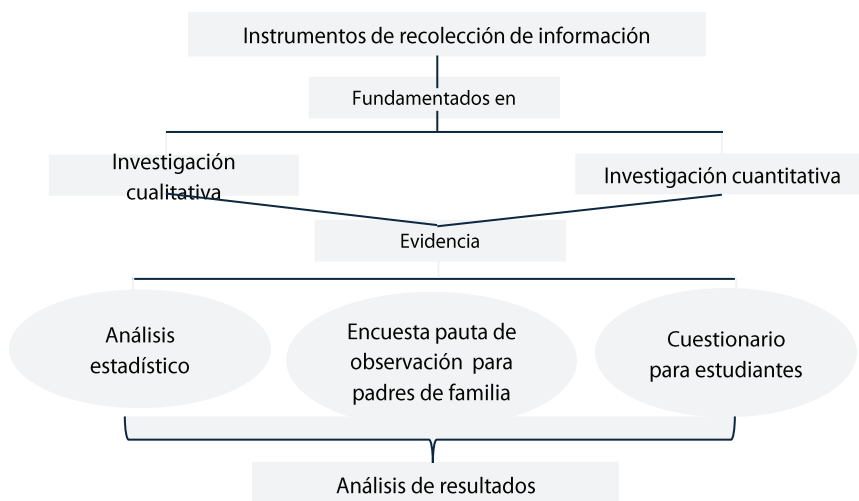 Instrumentos de recolección de información
Fundamentados en
Investigación
cualitativa
Investigación cuantitativa
Evidencia
Análisis
estadístico
Encuesta pauta de
observación para
padres de familia
Cuestionario
para estudiantes
Análisis de resultados